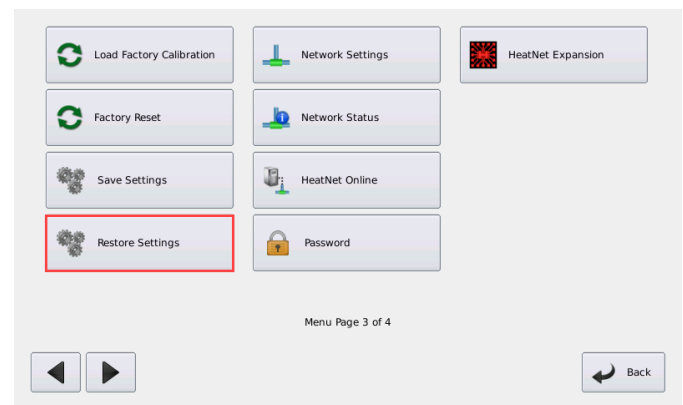 Load Factory Calibration
Network Settings
HeatNet Expansion
Factory Reset
Network Status
Save Settings
HeatNet Online
Restore Settings
Password
Menu Page 3 of 4
Back